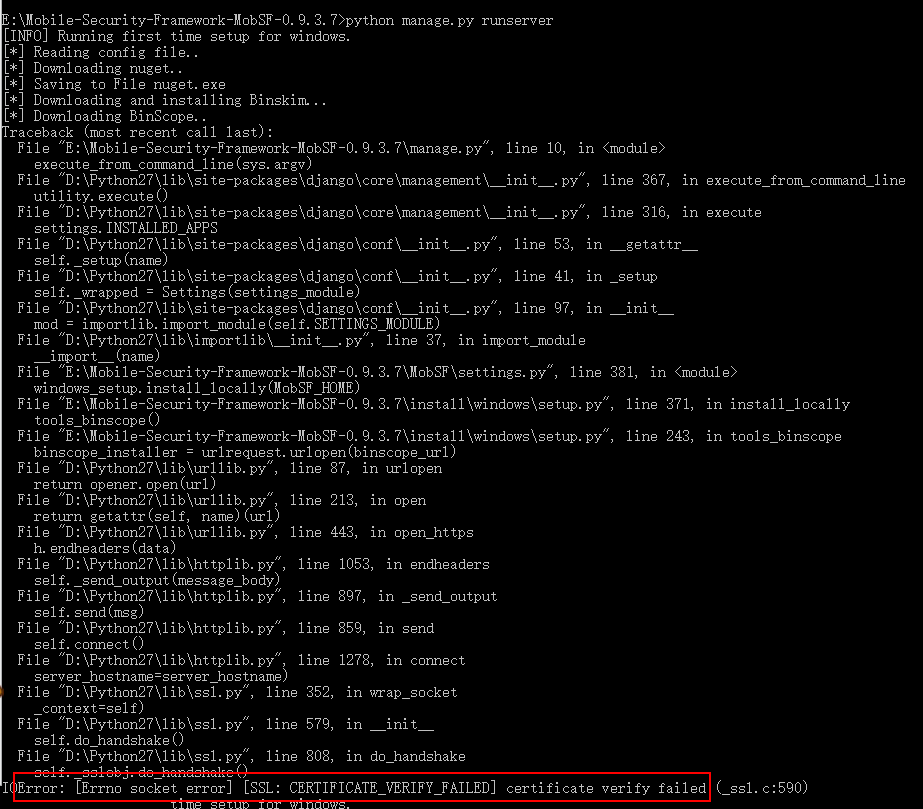 E:\Mobile-Security-Framework-MobSF-0.9.3.7>python manage.py runserver
[INFO] Running first time setup for windows.
[*] Reading config file..
[*] Downloading nuget..
[*] Saving to File nuget.exe
[*] Downloading and installing Binskim...
[*] Downloading BinScope..
Traceback (most recent call last):
  File "E:\Mobile-Security-Framework-MobSF-0.9.3.7\manage.py", line 10, in <module>
    execute_from_command_line(sys.argv)
  File "D:\Python27\lib\site-packages\django\core\management\__init__.py", line 367, in execute_from_command_line
    utility.execute()
  File "D:\Python27\lib\site-packages\django\core\management\__init__.py", line 316, in execute
    settings.INSTALLED_APPS
  File "D:\Python27\lib\site-packages\django\conf\__init__.py", line 53, in __getattr__
    self._setup(name)
  File "D:\Python27\lib\site-packages\django\conf\__init__.py", line 41, in _setup
    self._wrapped = Settings(settings_module)
  File "D:\Python27\lib\site-packages\django\conf\__init__.py", line 97, in __init__
    mod = importlib.import_module(self.SETTINGS_MODULE)
  File "D:\Python27\lib\importlib\__init__.py", line 37, in import_module
    __import__(name)
  File "E:\Mobile-Security-Framework-MobSF-0.9.3.7\MobSF\settings.py", line 381, in <module>
    windows_setup.install_locally(MobSF_HOME)
  File "E:\Mobile-Security-Framework-MobSF-0.9.3.7\install\windows\setup.py", line 371, in install_locally
    tools_binscope()
  File "E:\Mobile-Security-Framework-MobSF-0.9.3.7\install\windows\setup.py", line 243, in tools_binscope
    binscope_installer = urlrequest.urlopen(binscope_url)
  File "D:\Python27\lib\urllib.py", line 87, in urlopen
    return opener.open(url)
  File "D:\Python27\lib\urllib.py", line 213, in open
    return getattr(self, name)(url)
  File "D:\Python27\lib\urllib.py", line 443, in open_https
    h.endheaders(data)
  File "D:\Python27\lib\httplib.py", line 1053, in endheaders
    self._send_output(message_body)
  File "D:\Python27\lib\httplib.py", line 897, in _send_output
    self.send(msg)
  File "D:\Python27\lib\httplib.py", line 859, in send
    self.connect()
  File "D:\Python27\lib\httplib.py", line 1278, in connect
    server_hostname=server_hostname)
  File "D:\Python27\lib\ssl.py", line 352, in wrap_socket
    _context=self)
  File "D:\Python27\lib\ssl.py", line 579, in __init__
    self.do_handshake()
  File "D:\Python27\lib\ssl.py", line 808, in do_handshake
    self._sslobj.do_handshake()
IOError: [Errno socket error] [SSL: CERTIFICATE_VERIFY_FAILED] certificate verify failed (_ssl.c:590)
time setup for windows.